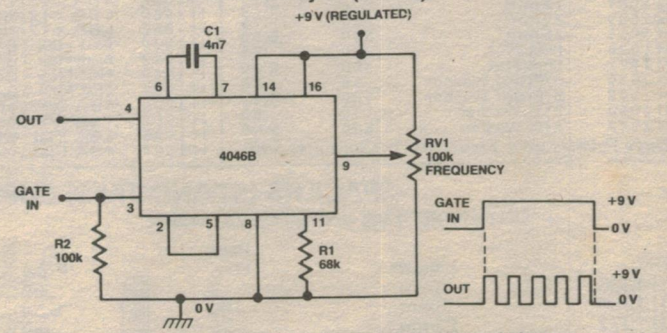 +9 V (REGULATED)
C1
4n7
6
7
14
16
4
OUT
4046B
9
RV1
100k
FREQUENCY
GATE
IN
3
2
5
8
11
R2
100k
R1
68k
0 V
GATE
IN
+9 V
0 V
OUT
+9 V
0 V